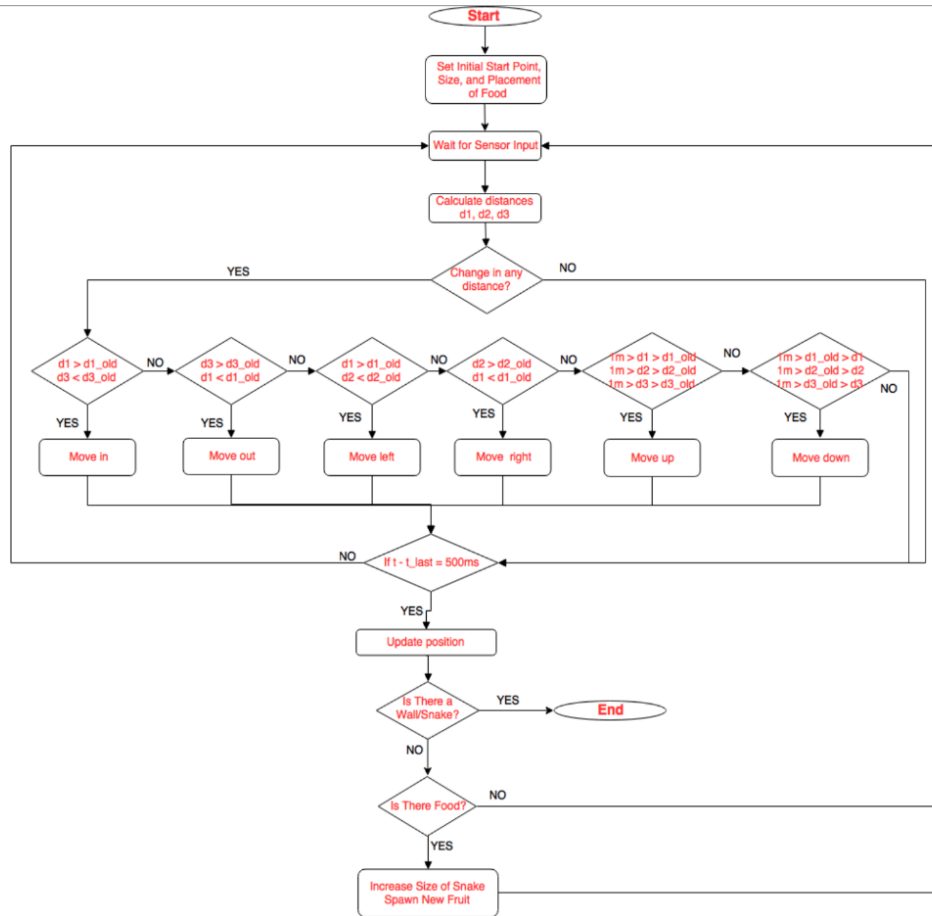 Start
Set Initial Start Point,
Size, and Placement
of Food
Wait for Sensor Input
Calculate distances
d1, d2, d3
Change in any
distance?
YES
NO
d1 > d1_old
d3 < d3_old
NO
d3 > d3_old
d1 < d1_old
NO
d1 > d1_old
d2 < d2_old
NO
d2 > d2_old
d1 < d1_old
NO
1m > d1 > d1_old
1m > d2 > d2_old
1m > d3 > d3_old
NO
1m > d1_old > d1
1m > d2_old > d2
1m > d3_old > d3
NO
YES
YES
YES
YES
YES
YES
Move in
Move out
Move left
Move right
Move up
Move down
NO
If t - t_last = 500ms
YES
Update position
Is There a
Wall/Snake?
YES
End
NO
Is There Food?
NO
YES
Increase Size of Snake
Spawn New Fruit